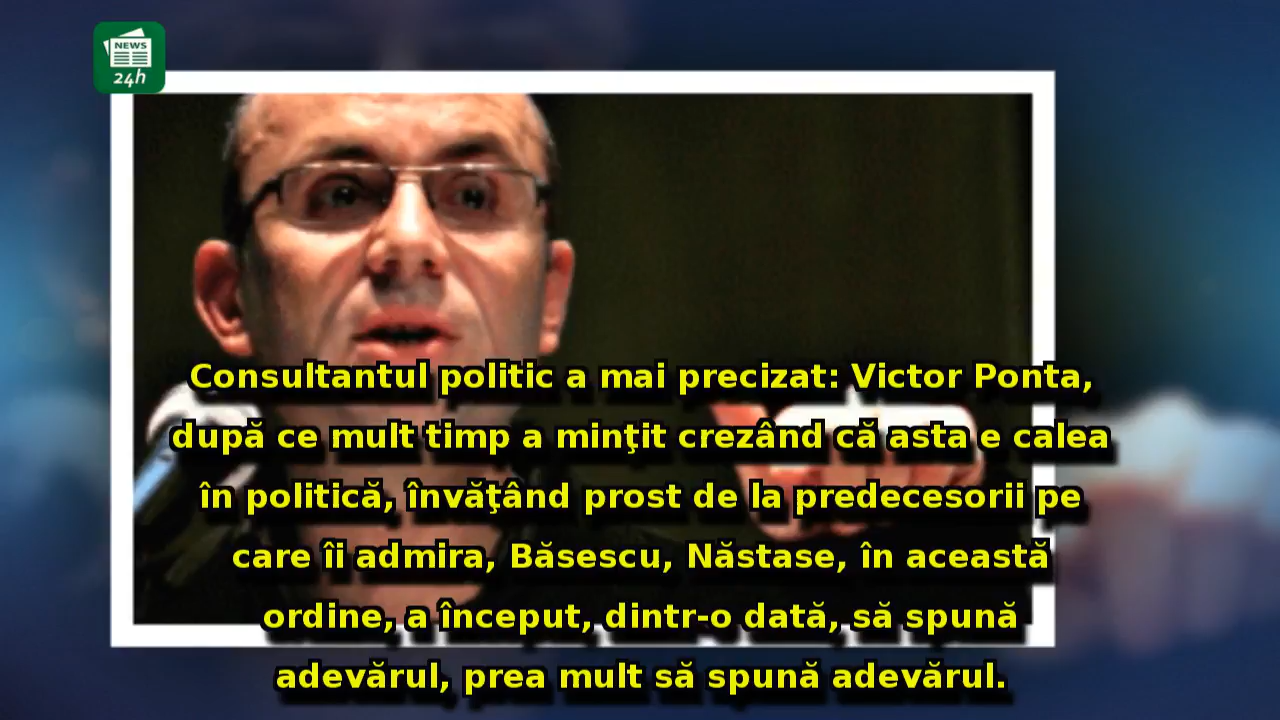 NEWS
24h
Consultantul politic a mai precizat: Victor Ponta,
după ce mult timp a minţit crezând că asta e calea
în politică, învăţând prost de la predecesorii pe
care îi admira, Băsescu, Năstase, în această
ordine, a început, dintr-o dată, să spună
adevărul, prea mult să spună adevărul.